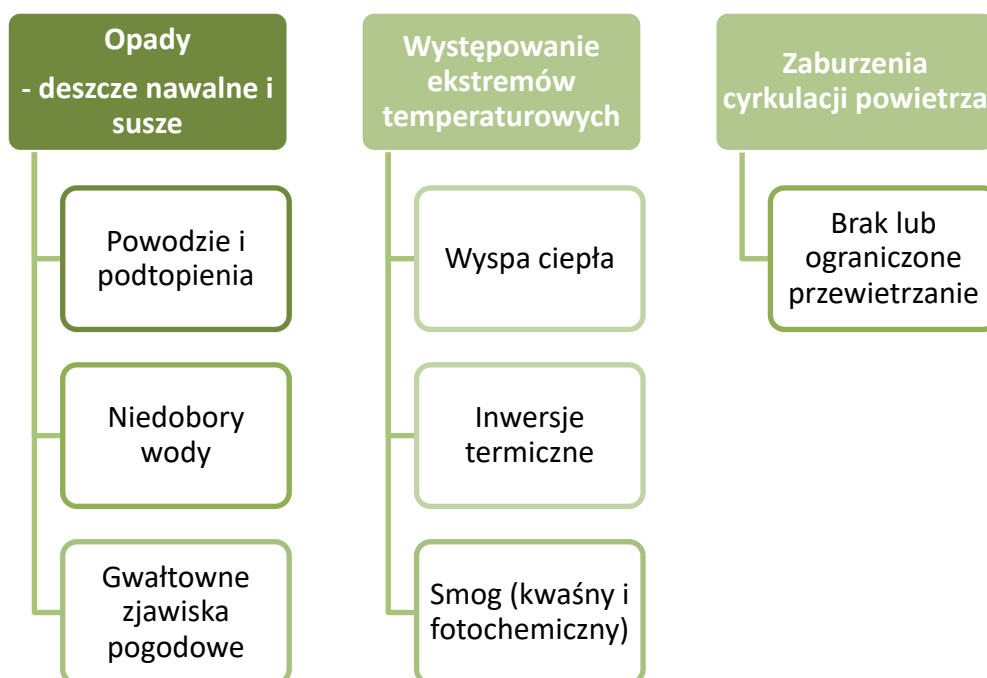 Opady
- deszcze nawalne i
susze
Powodzie i
podtopienia
Niedobory
wody
Gwałtowne
zjawiska
pogodowe
Występowanie
ekstremów
temperaturowych
Wyspa ciepła
Inwersje
termiczne
Smog (kwaśny i
fotochemiczny)
Zaburzenia
cyrkulacji powietrza
Brak lub
ograniczone
przewietrzanie